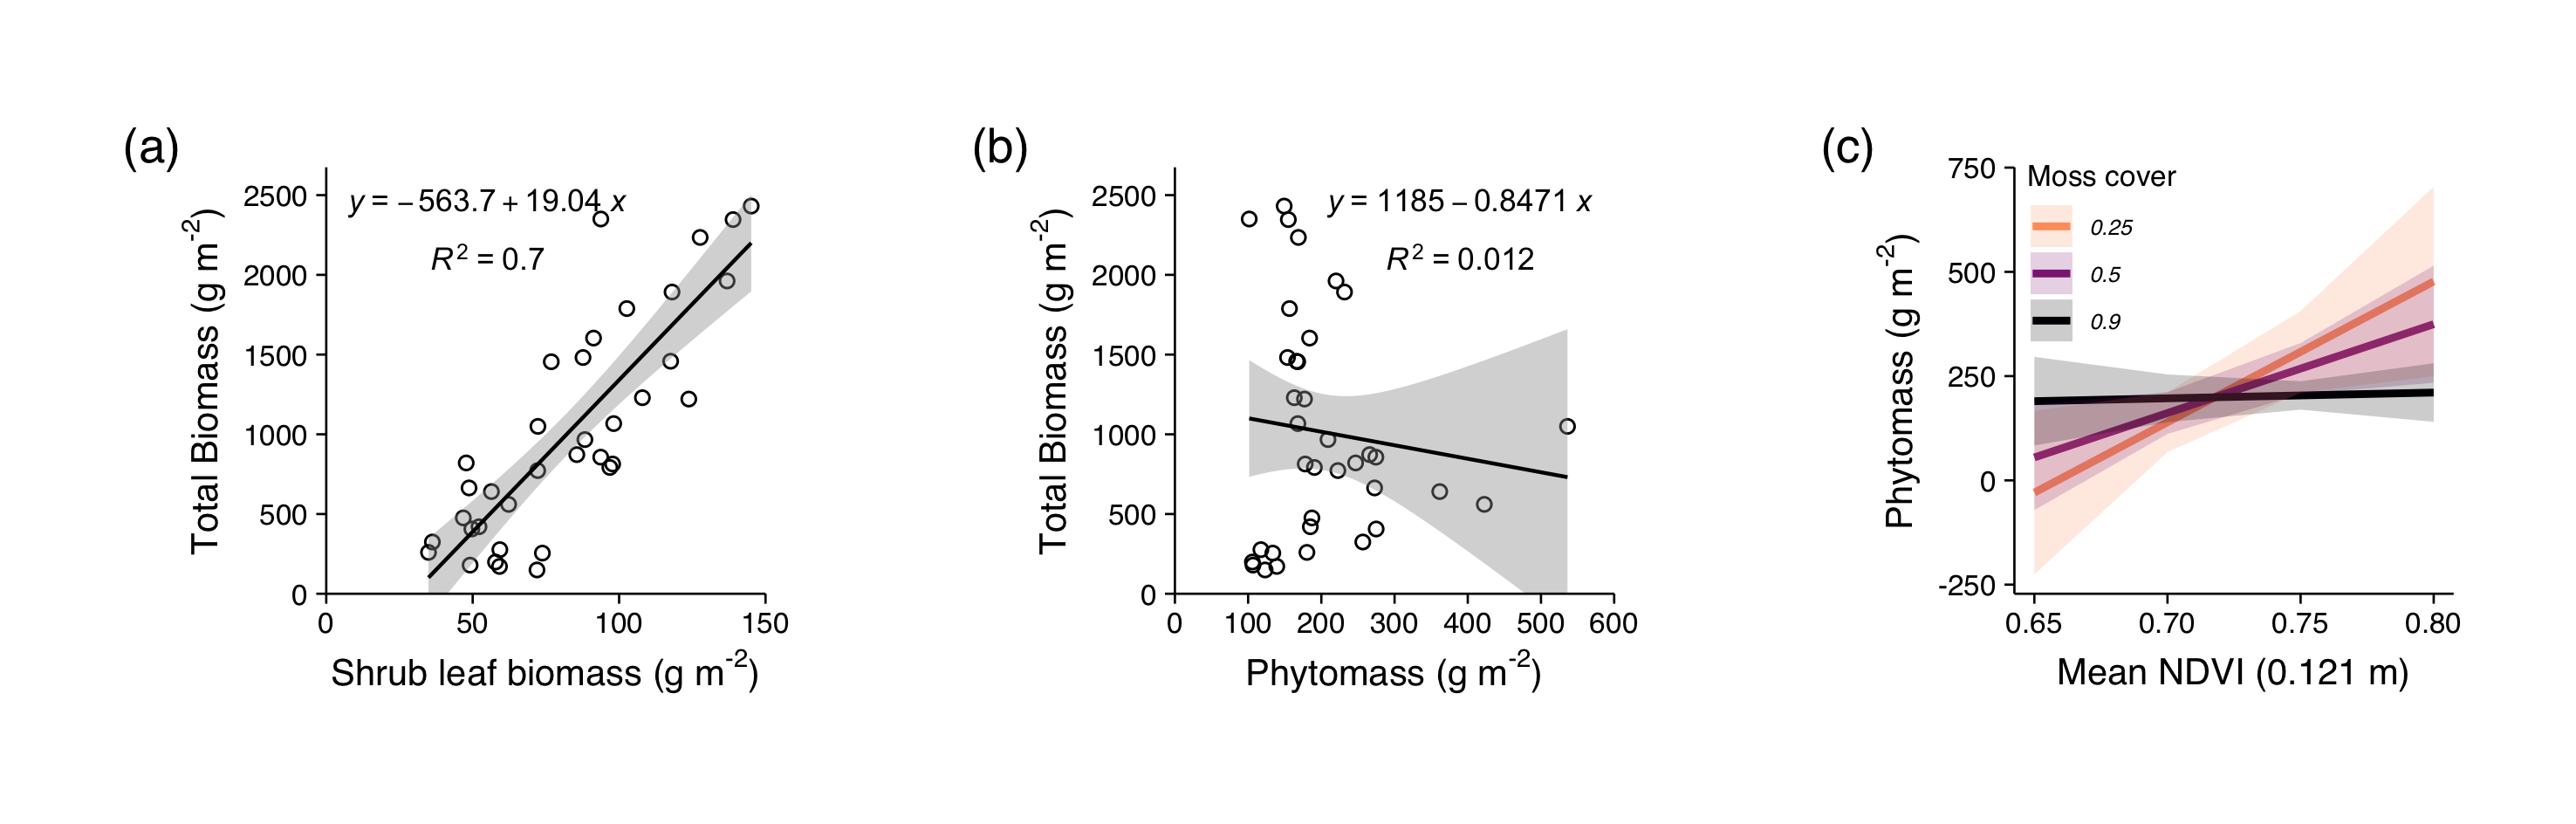 (a)
2500
2000
1500
1000
500
0
0 50 100 150
Total Biomass (g m⁻²)
Shrub leaf biomass (g m⁻²)
y = −563.7 + 19.04 x
R² = 0.7
(b)
2500
2000
1500
1000
500
0
0 100 200 300 400 500 600
Total Biomass (g m⁻²)
Phytomass (g m⁻²)
y = 1185 − 0.8471 x
R² = 0.012
(c)
750
500
250
0
-250
0.65 0.70 0.75 0.80
Phytomass (g m⁻²)
Mean NDVI (0.121 m)
Moss cover
0.25
0.5
0.9